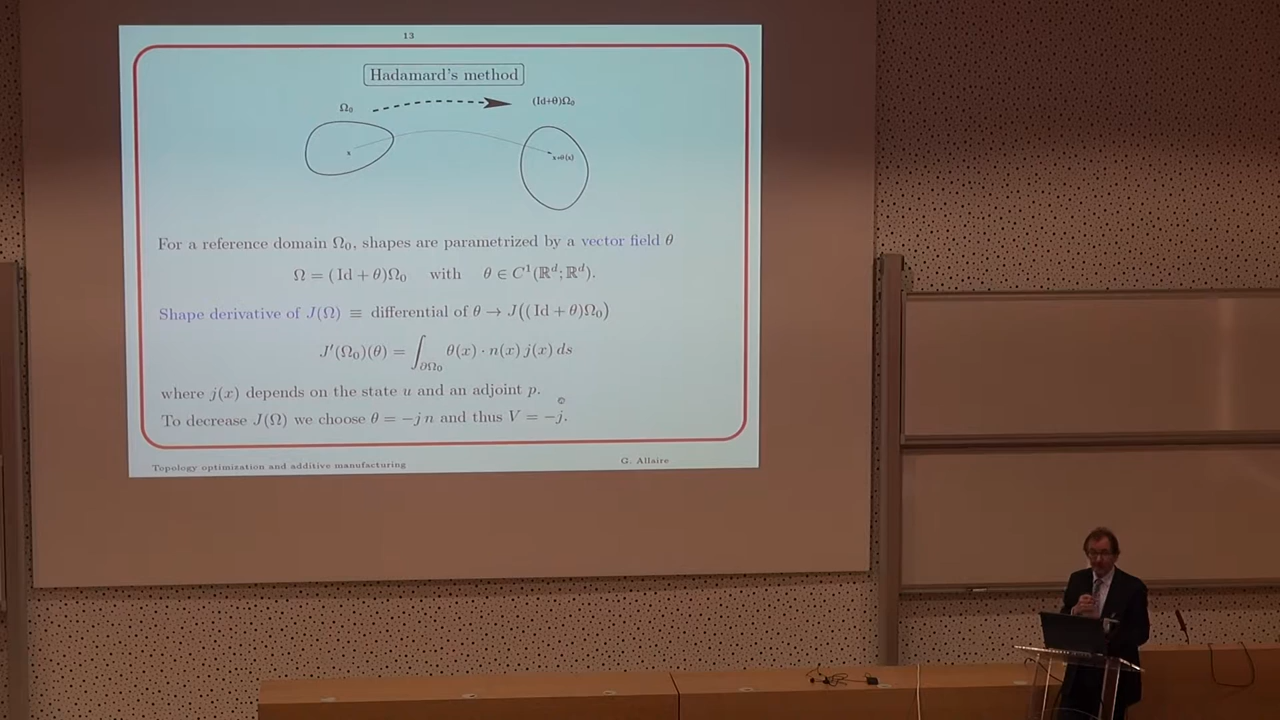 13
Hadamard's method
Ω₀ (Id+θ)Ω₀
x x+θ(x)
For a reference domain Ω₀, shapes are parametrized by a vector field θ
Ω = ( Id + θ)Ω₀ with θ ∈ C¹(ℝᵈ; ℝᵈ).
Shape derivative of J(Ω) ≡ differential of θ → J(( Id + θ)Ω₀)
J′(Ω₀)(θ) = ∫_{∂Ω₀} θ(x) · n(x) j(x) ds
where j(x) depends on the state u and an adjoint p.
To decrease J(Ω) we choose θ = −j n and thus V = −j.
Topology optimization and additive manufacturing G. Allaire